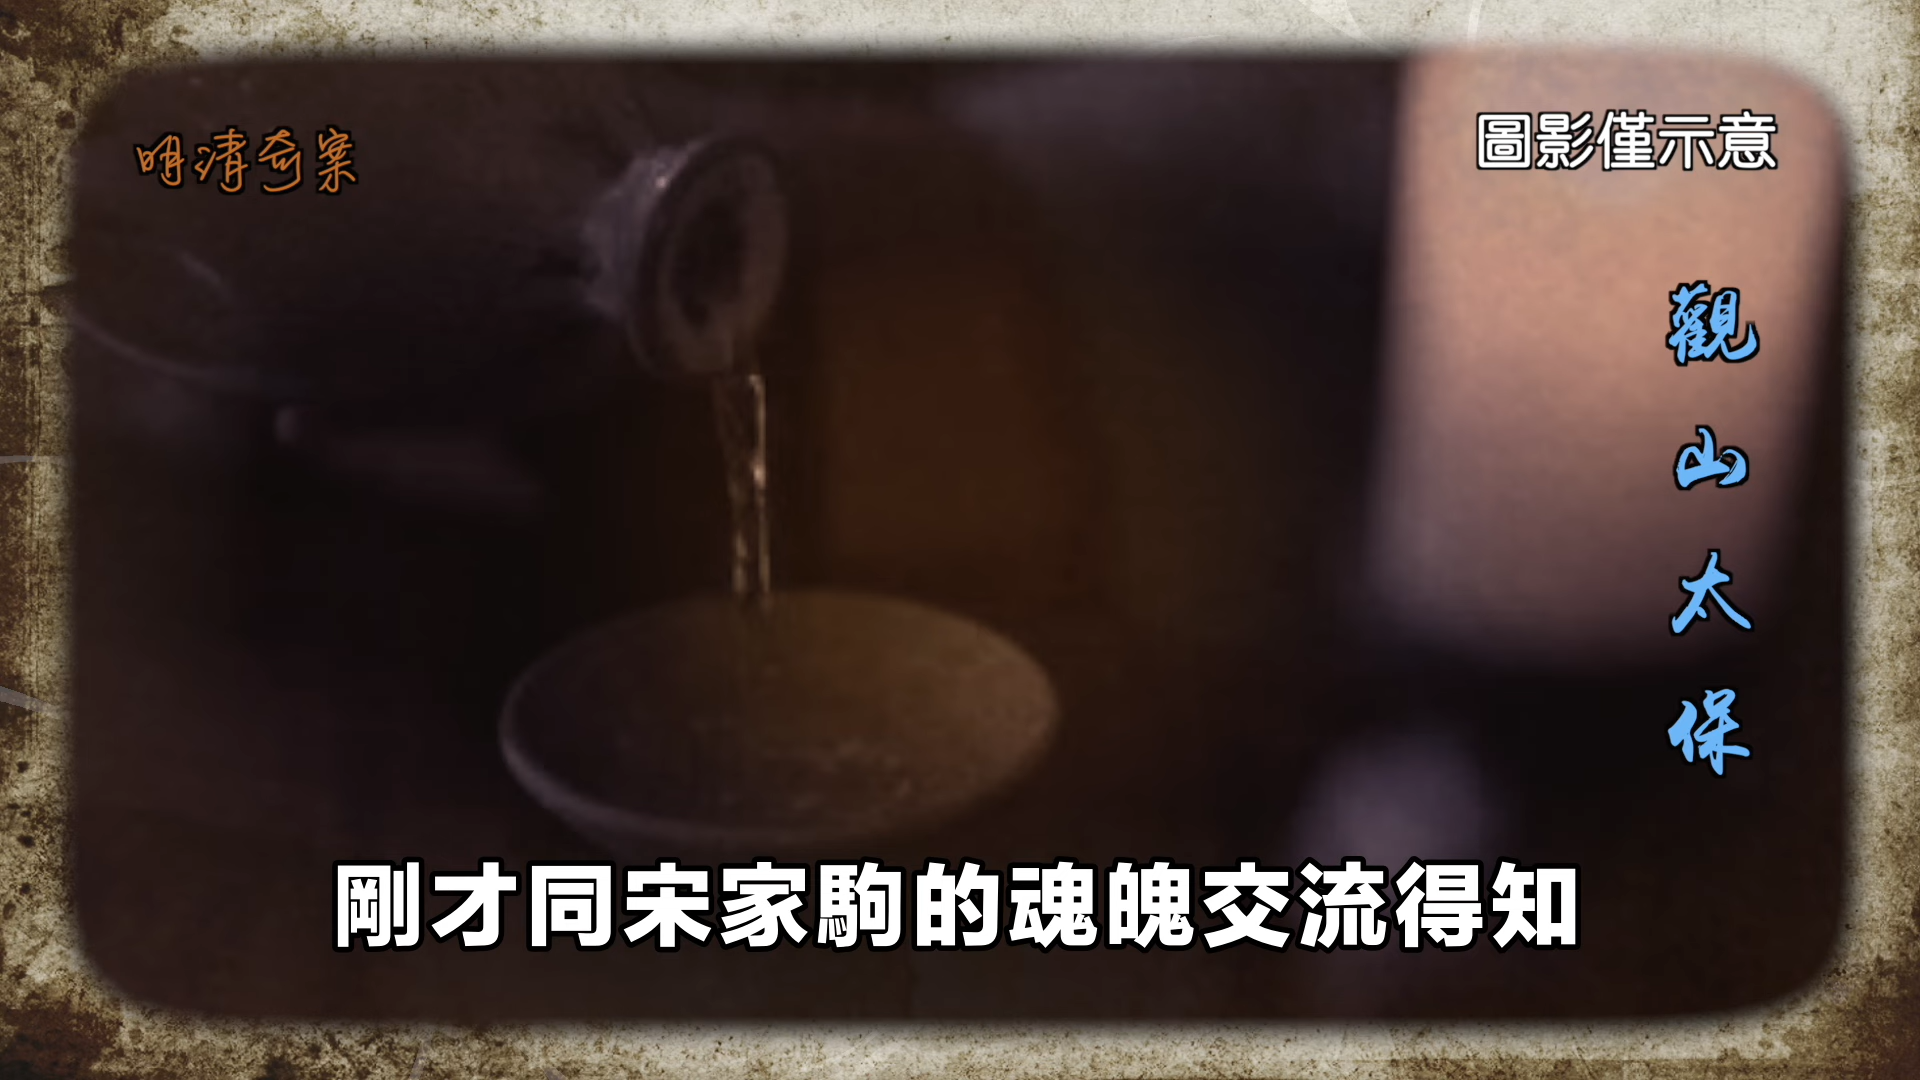 明清奇案
圖影僅示意
觀山太保
剛才同宋家駒的魂魄交流得知